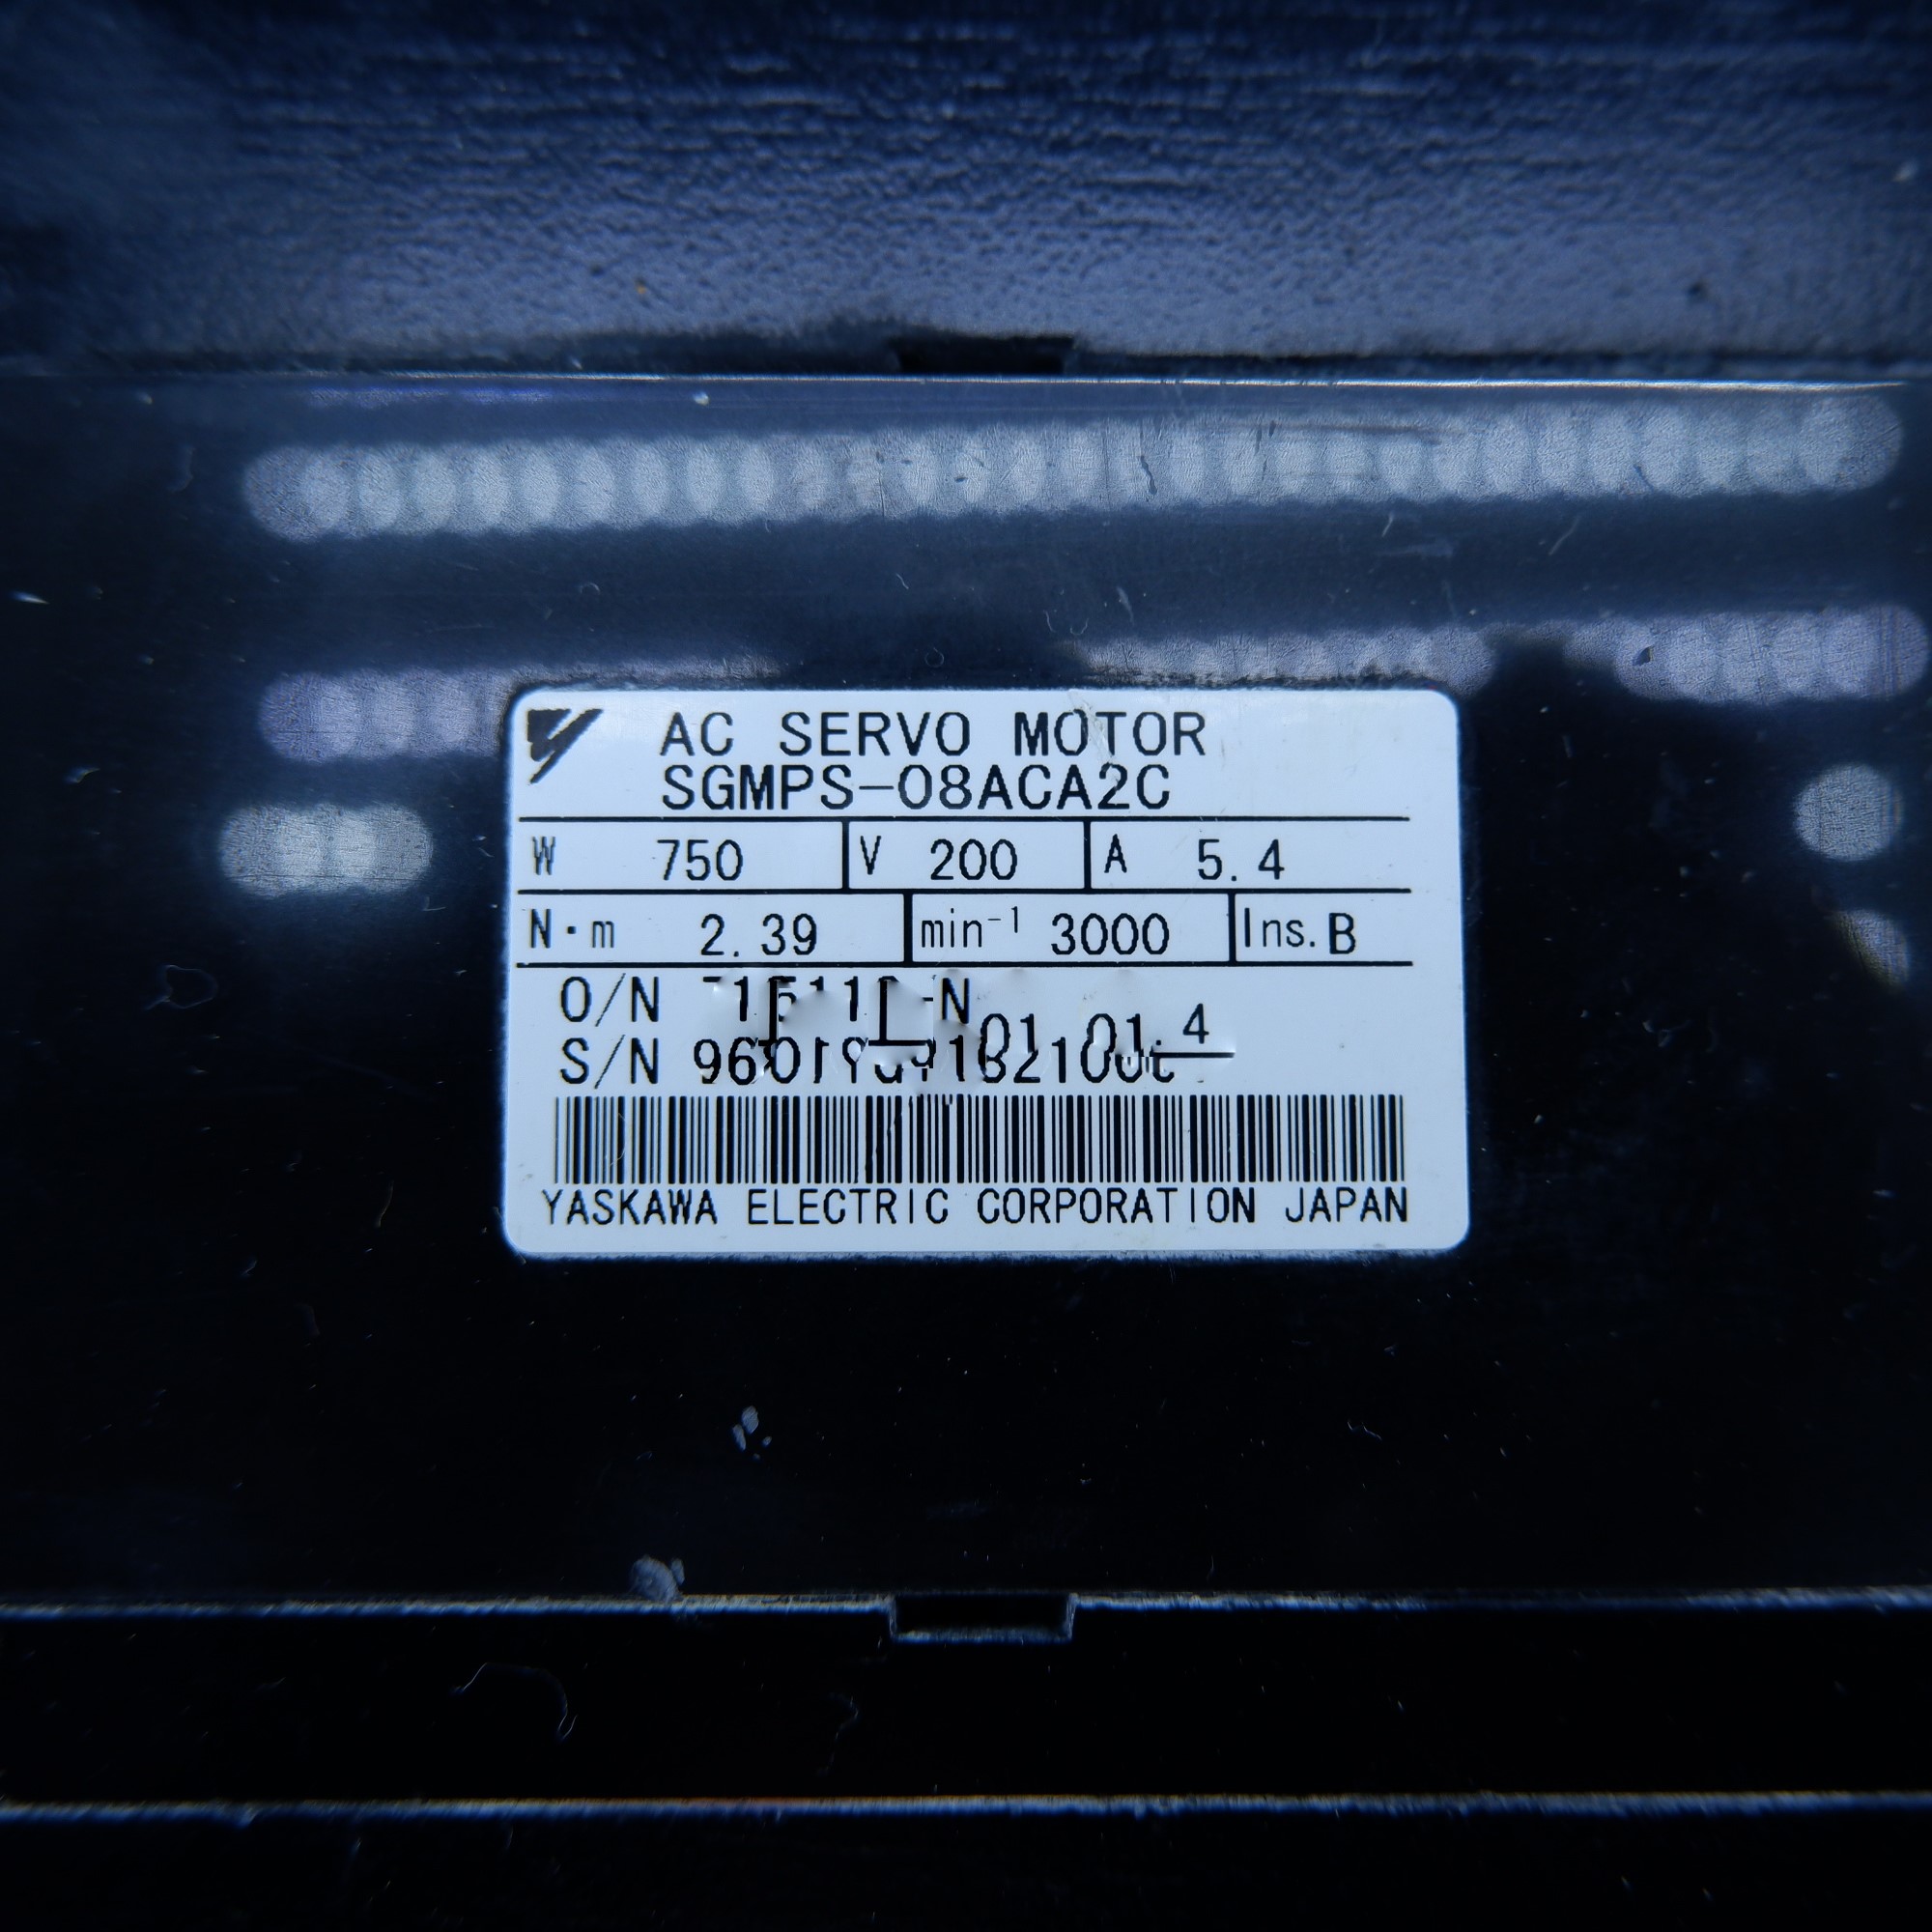 AC SERVO MOTOR
SGMPS-08ACA2C
W 750 V 200 A 5.4
N·m 2.39 min⁻¹ 3000 Ins. B
O/N
S/N
YASKAWA ELECTRIC CORPORATION JAPAN